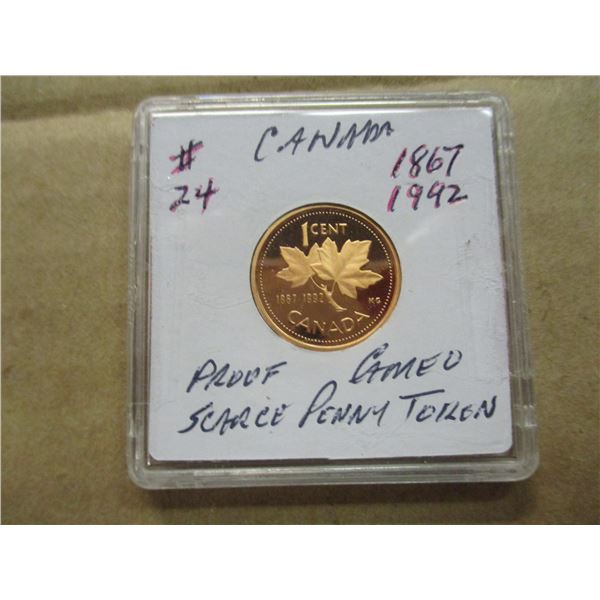 # CANADA 1867
24 1992
1 CENT
1867-1992 KG
CANADA
PROOF CAMEO
SCARCE PENNY TOKEN